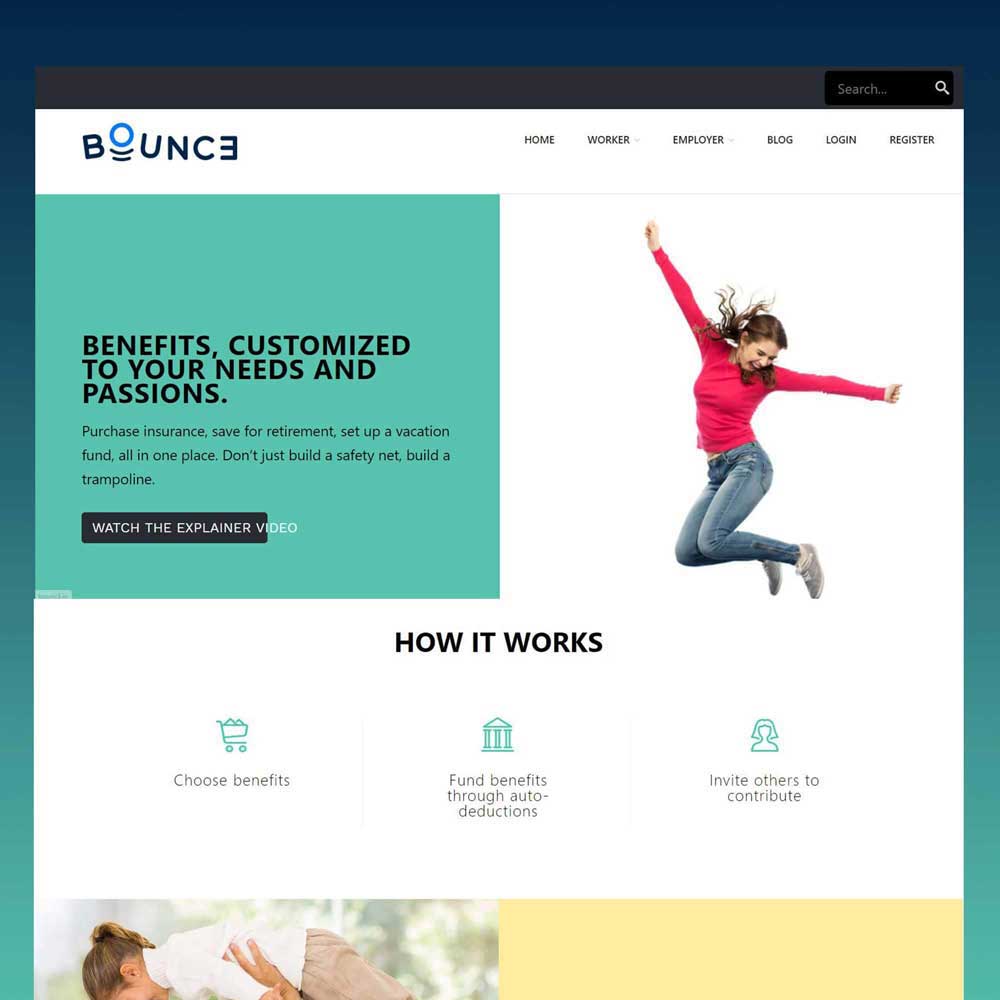 Search...
BOUNCE
HOME WORKER EMPLOYER BLOG LOGIN REGISTER
BENEFITS, CUSTOMIZED
TO YOUR NEEDS AND
PASSIONS.
Purchase insurance, save for retirement, set up a vacation
fund, all in one place. Don't just build a safety net, build a
trampoline.
WATCH THE EXPLAINER VIDEO
HOW IT WORKS
Choose benefits
Fund benefits
through auto-
deductions
Invite others to
contribute